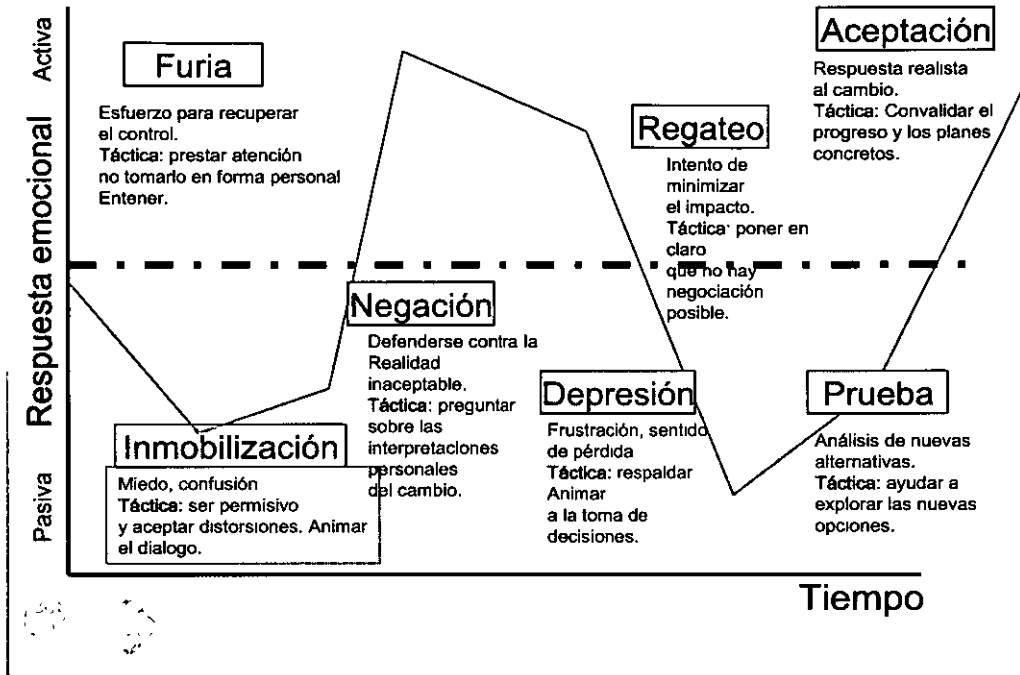 Respuesta emocional
Activa
Pasiva
Furia
Esfuerzo para recuperar
el control.
Táctica: prestar atención
no tomarlo en forma personal
Entener.
Inmobilización
Miedo, confusión
Táctica: ser permisivo
y aceptar distorsiones. Animar
el dialogo.
Negación
Defenderse contra la
Realidad
inaceptable.
Táctica: preguntar
sobre las
interpretaciones
personales
del cambio.
Depresión
Frustración, sentido
de pérdida
Táctica: respaldar
Animar
a la toma de
decisiones.
Regateo
Intento de
minimizar
el impacto.
Táctica: poner en
claro
que no hay
negociación
posible.
Prueba
Análisis de nuevas
alternativas.
Táctica: ayudar a
explorar las nuevas
opciones.
Aceptación
Respuesta realista
al cambio.
Táctica: Convalidar el
progreso y los planes
concretos.
Tiempo